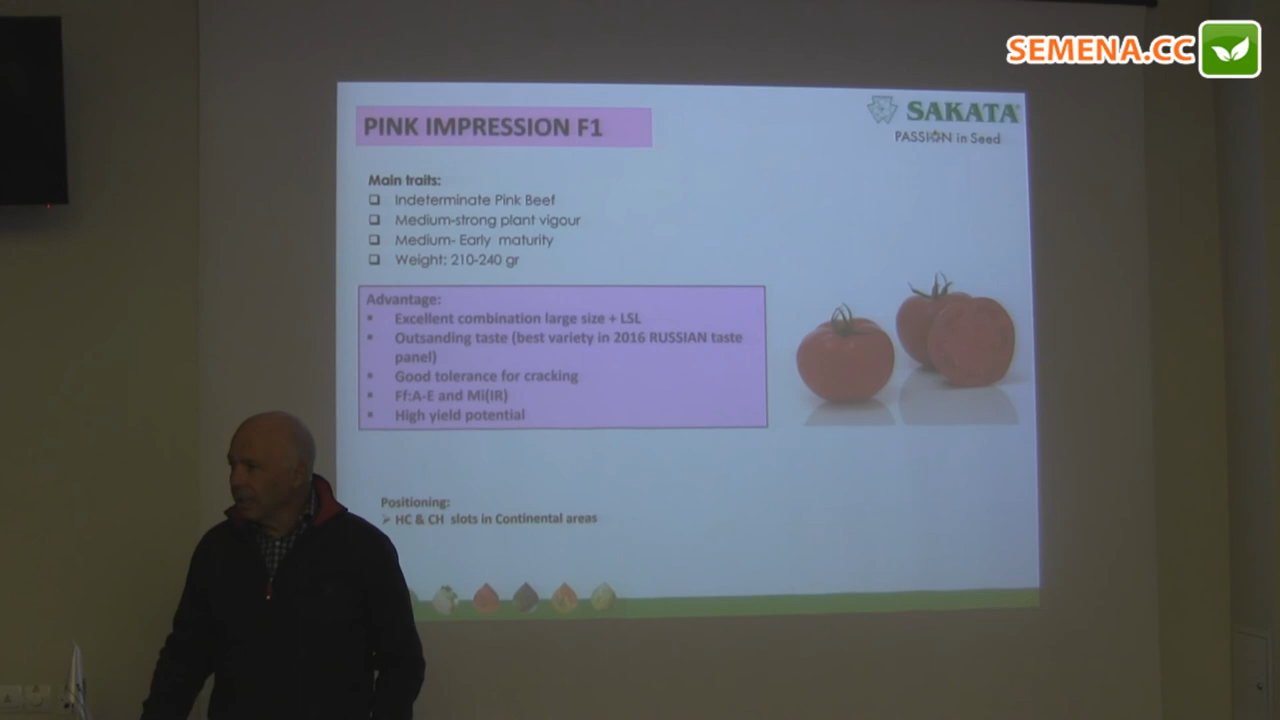 SEMENA.CC
SAKATA
PASSION in Seed
PINK IMPRESSION F1
Main traits:
Indeterminate Pink Beef
Medium-strong plant vigour
Medium- Early maturity
Weight: 210-240 gr
Advantage:
Excellent combination large size + LSL
Outsanding taste (best variety in 2016 RUSSIAN taste
panel)
Good tolerance for cracking
Ff:A-E and Mi(IR)
High yield potential
Positioning:
HC & CH slots in Continental areas